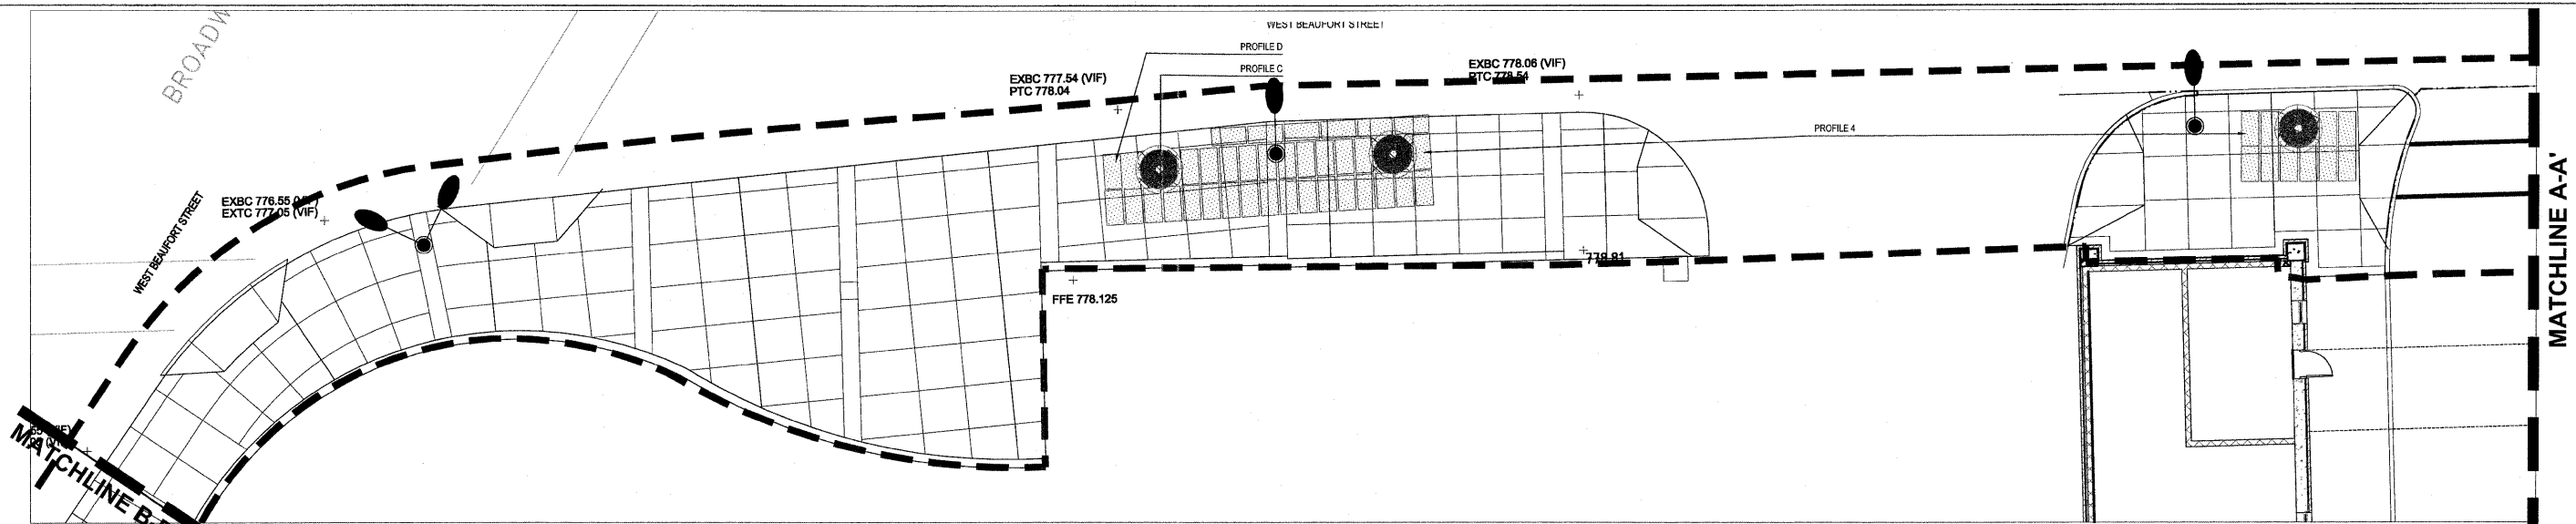 BROADW
WEST BEAUFORT STREET
PROFILE D
PROFILE C
EXBC 777.54 (VIF)
PTC 778.04
EXBC 778.06 (VIF)
PTC 778.54
PROFILE 4
WEST BEAUFORT STREET
EXBC 776.55
EXTC 777.05 (VIF)
778.81
FFE 778.125
MATCHLINE A-A'
MATCHLINE B-